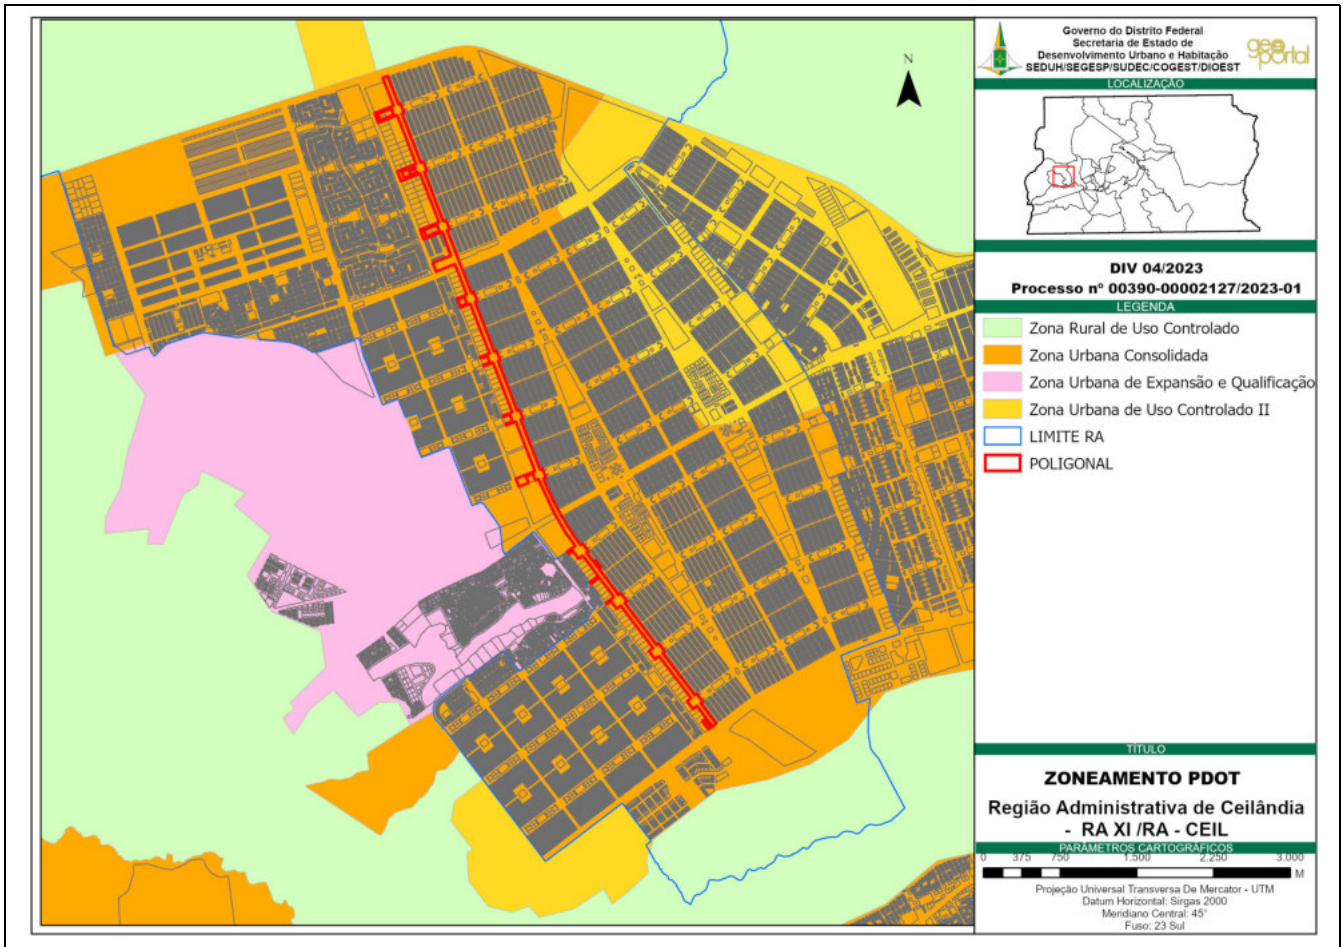 N
Governo do Distrito Federal
Secretaria de Estado de
Desenvolvimento Urbano e Habitação
SEDUH/SEGESP/SUDEC/COGEST/DIOEST
geoportal
LOCALIZAÇÃO
DIV 04/2023
Processo nº 00390-00002127/2023-01
LEGENDA
Zona Rural de Uso Controlado
Zona Urbana Consolidada
Zona Urbana de Expansão e Qualificação
Zona Urbana de Uso Controlado II
LIMITE RA
POLIGONAL
TÍTULO
ZONEAMENTO PDOT
Região Administrativa de Ceilândia
- RA XI /RA - CEIL
PARÂMETROS CARTOGRÁFICOS
0 375 750 1.500 2.250 3.000
M
Projeção Universal Transversa De Mercator - UTM
Datum Horizontal: Sirgas 2000
Meridiano Central: 45°
Fuso: 23 Sul